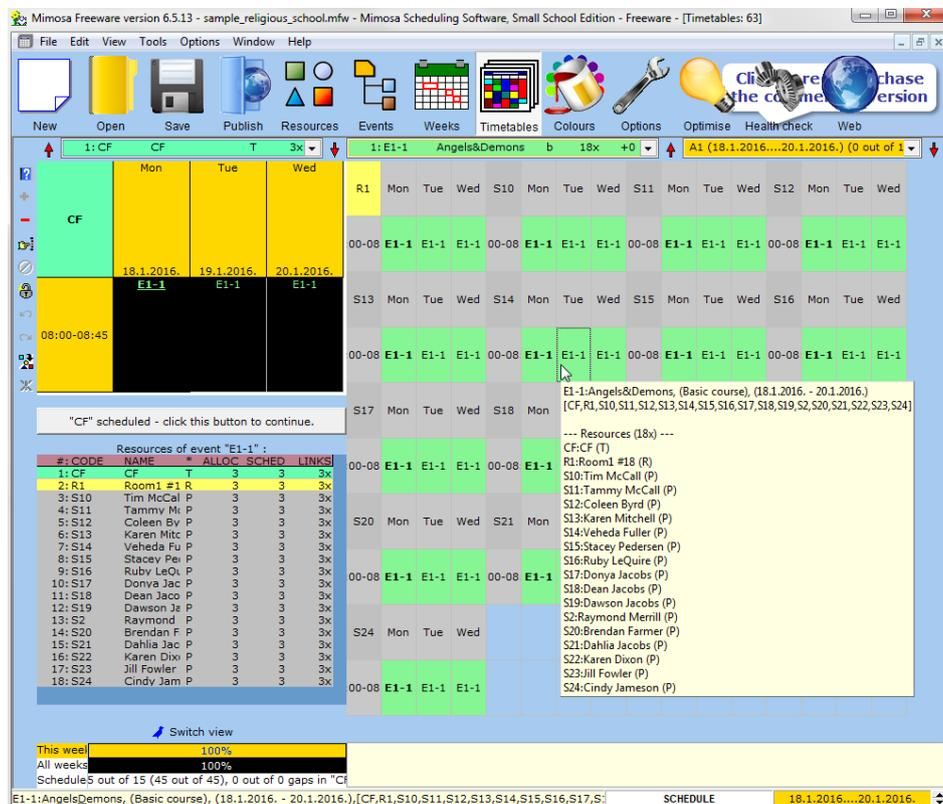 Mimosa Freeware version 6.5.13 - sample_religious_school.mfw - Mimosa Scheduling Software, Small School Edition - Freeware - [Timetables: 63]
File Edit View Tools Options Window Help
New Open Save Publish Resources Events Weeks Timetables Colours Options Optimise Health check Web
1: CF CF T 3x
1: E1-1 Angels&Demons b 18x +0
A1 (18.1.2016....20.1.2016.) (0 out of 1
CF Mon Tue Wed
18.1.2016. 19.1.2016. 20.1.2016.
08:00-08:45 E1-1 E1-1 E1-1
R1 Mon Tue Wed S10 Mon Tue Wed S11 Mon Tue Wed S12 Mon Tue Wed
:00-08 E1-1 E1-1 E1-1 00-08 E1-1 E1-1 E1-1 00-08 E1-1 E1-1 E1-1 00-08 E1-1 E1-1 E1-1
S13 Mon Tue Wed S14 Mon Tue Wed S15 Mon Tue Wed S16 Mon Tue Wed
:00-08 E1-1 E1-1 E1-1 00-08 E1-1 E1-1 E1-1 00-08 E1-1 E1-1 E1-1 00-08 E1-1 E1-1 E1-1
S17 Mon Tue Wed S18 Mon
:00-08 E1-1 E1-1 E1-1 00-08 E1-1
S20 Mon Tue Wed S21 Mon
:00-08 E1-1 E1-1 E1-1 00-08 E1-1
S24 Mon Tue Wed
:00-08 E1-1 E1-1 E1-1
"CF" scheduled - click this button to continue.
Resources of event "E1-1" :
#: CODE NAME * ALLOC SCHED LINKS
1: CF CF T 3 3 3x
2: R1 Room1 #1 R 3 3 3x
3: S10 Tim McCal P 3 3 3x
4: S11 Tammy Mc P 3 3 3x
5: S12 Coleen By P 3 3 3x
6: S13 Karen Mitc P 3 3 3x
7: S14 Veheda Fu P 3 3 3x
8: S15 Stacey Pe P 3 3 3x
9: S16 Ruby LeQu P 3 3 3x
10: S17 Donya Jac P 3 3 3x
11: S18 Dean Jaco P 3 3 3x
12: S19 Dawson Ja P 3 3 3x
13: S2 Raymond P 3 3 3x
14: S20 Brendan F P 3 3 3x
15: S21 Dahlia Jac P 3 3 3x
16: S22 Karen Dixo P 3 3 3x
17: S23 Jill Fowler P 3 3 3x
18: S24 Cindy Jam P 3 3 3x
E1-1:Angels&Demons, (Basic course), (18.1.2016. - 20.1.2016.)
[CF,R1,S10,S11,S12,S13,S14,S15,S16,S17,S18,S19,S2,S20,S21,S22,S23,S24]
--- Resources (18x) ---
CF:CF (T)
R1:Room1 #18 (R)
S10:Tim McCall (P)
S11:Tammy McCall (P)
S12:Coleen Byrd (P)
S13:Karen Mitchell (P)
S14:Veheda Fuller (P)
S15:Stacey Pedersen (P)
S16:Ruby LeQuire (P)
S17:Donya Jacobs (P)
S18:Dean Jacobs (P)
S19:Dawson Jacobs (P)
S2:Raymond Merrill (P)
S20:Brendan Farmer (P)
S21:Dahlia Jacobs (P)
S22:Karen Dixon (P)
S23:Jill Fowler (P)
S24:Cindy Jameson (P)
Switch view
This week 100%
All weeks 100%
Schedule 5 out of 15 (45 out of 45), 0 out of 0 gaps in "CF
E1-1:AngelsDemons, (Basic course), (18.1.2016. - 20.1.2016.),[CF,R1,S10,S11,S12,S13,S14,S15,S16,S17,S: SCHEDULE 18.1.2016....20.1.2016.